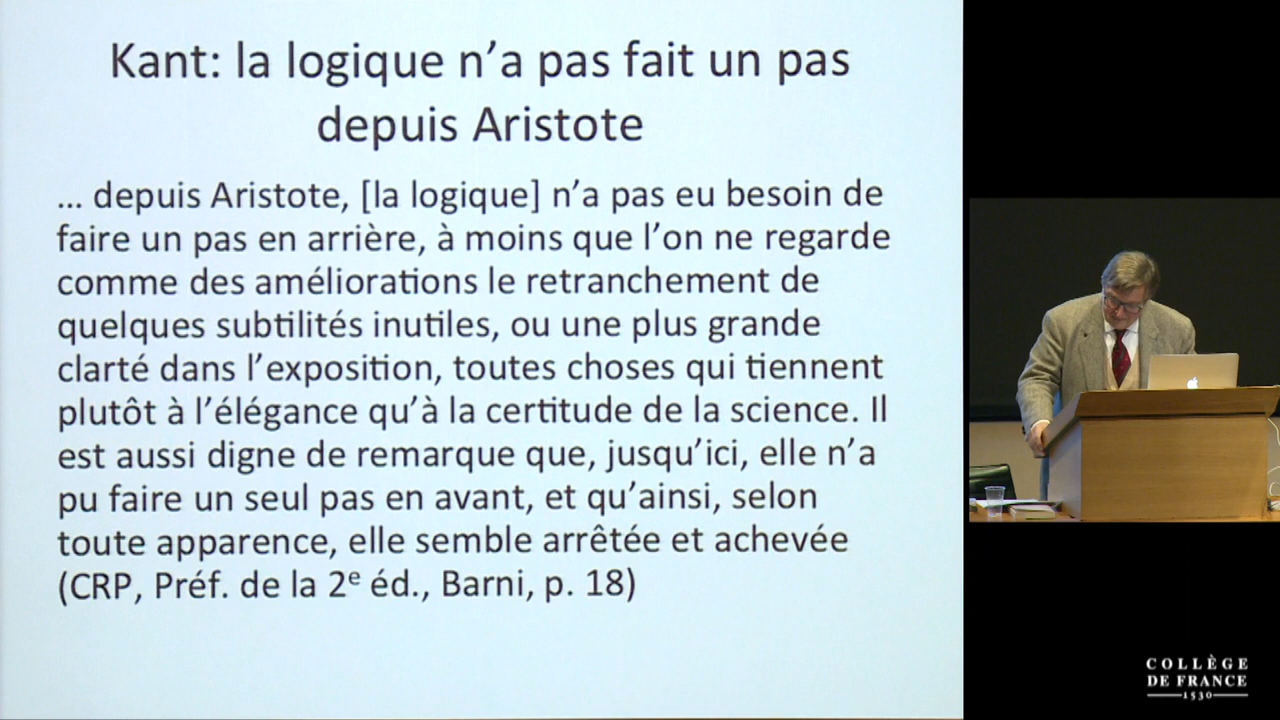 Kant: la logique n’a pas fait un pas
depuis Aristote
... depuis Aristote, [la logique] n’a pas eu besoin de
faire un pas en arrière, à moins que l’on ne regarde
comme des améliorations le retranchement de
quelques subtilités inutiles, ou une plus grande
clarté dans l’exposition, toutes choses qui tiennent
plutôt à l’élégance qu’à la certitude de la science. Il
est aussi digne de remarque que, jusqu’ici, elle n’a
pu faire un seul pas en avant, et qu’ainsi, selon
toute apparence, elle semble arrêtée et achevée
(CRP, Préf. de la 2e éd., Barni, p. 18)
COLLÈGE
DE FRANCE
1530